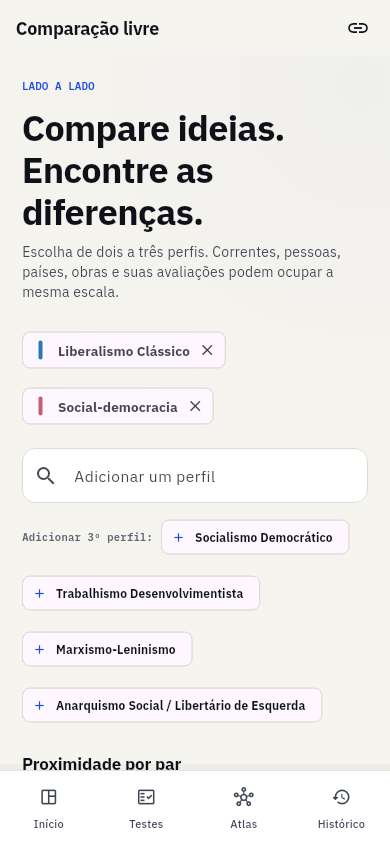 Comparação livre
LADO A LADO
Compare ideias.
Encontre as
diferenças.
Escolha de dois a três perfis. Correntes, pessoas,
países, obras e suas avaliações podem ocupar a
mesma escala.
Liberalismo Clássico
Social-democracia
Adicionar um perfil
Adicionar 3º perfil:
Socialismo Democrático
Trabalhismo Desenvolvimentista
Marxismo-Leninismo
Anarquismo Social / Libertário de Esquerda
Proximidade por par
Início
Testes
Atlas
Histórico